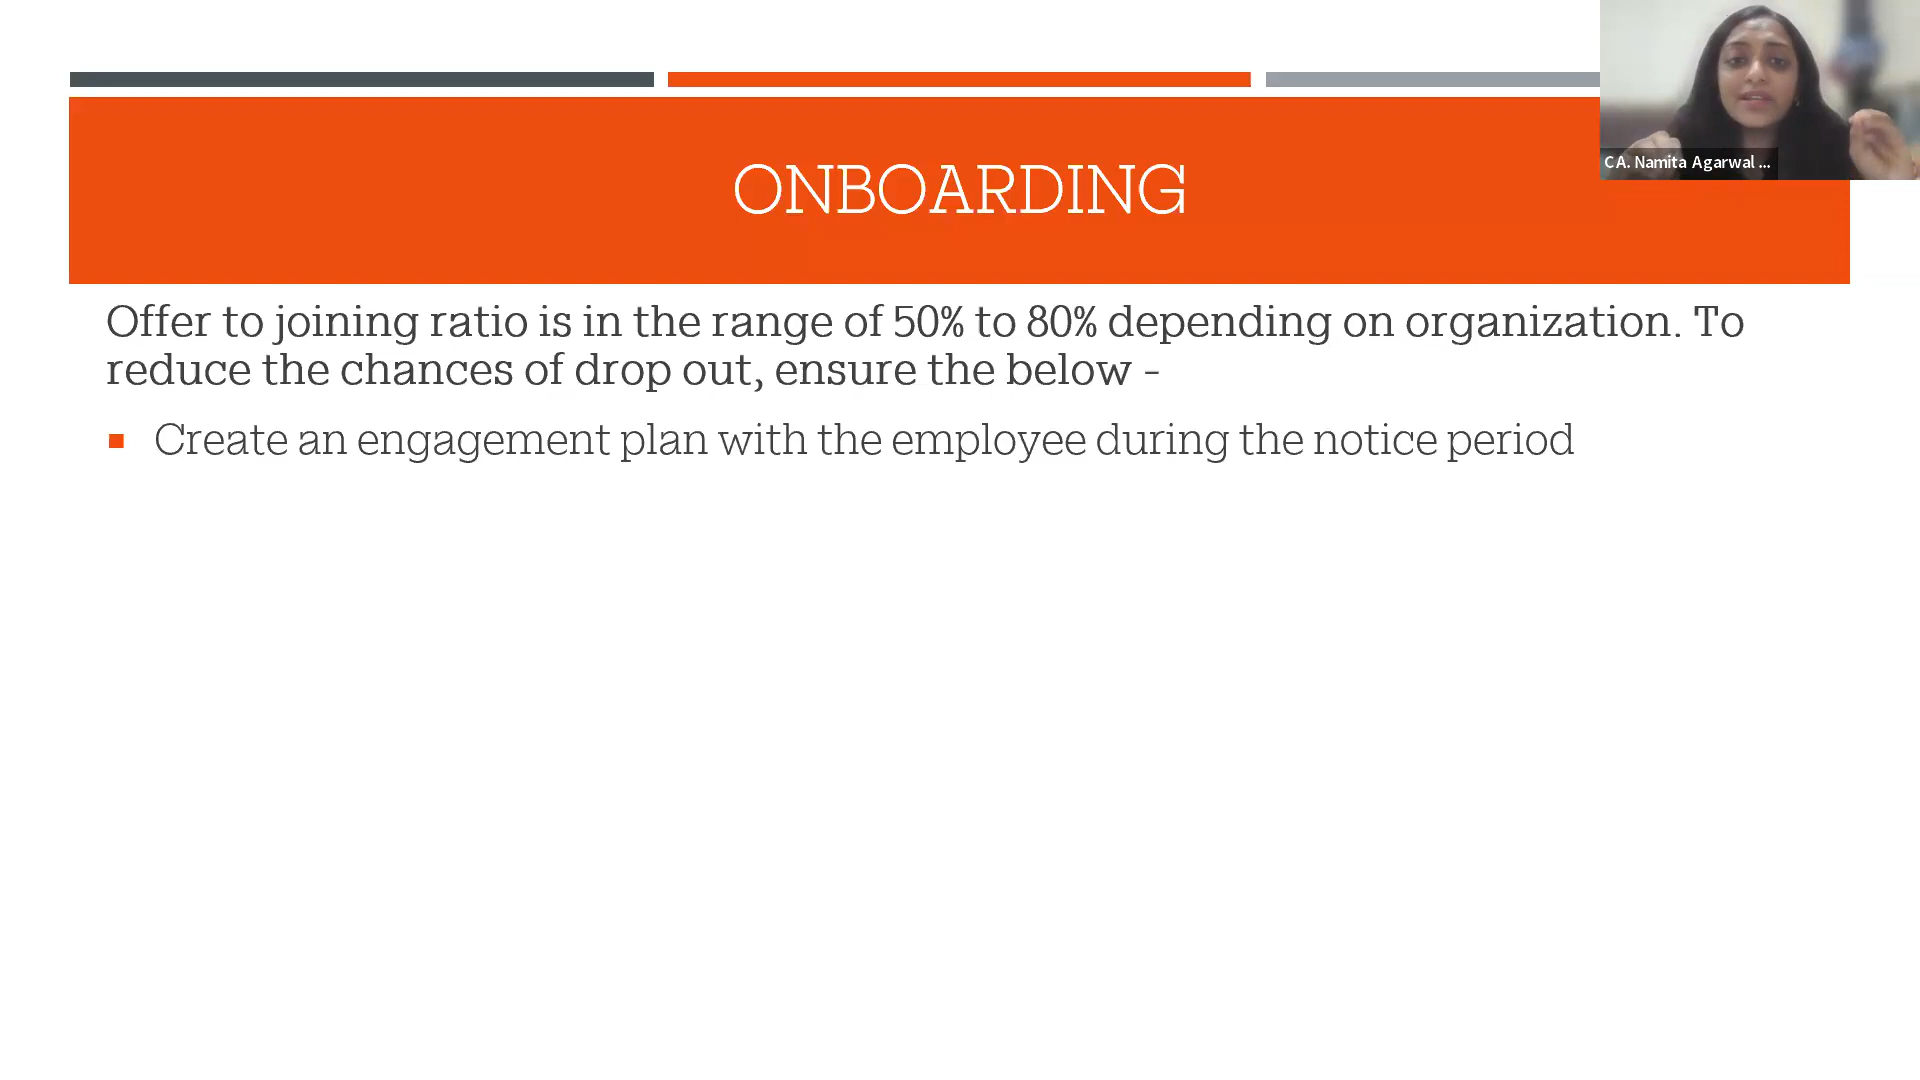 CA. Namita Agarwal ...
ONBOARDING
Offer to joining ratio is in the range of 50% to 80% depending on organization. To
reduce the chances of drop out, ensure the below -
Create an engagement plan with the employee during the notice period